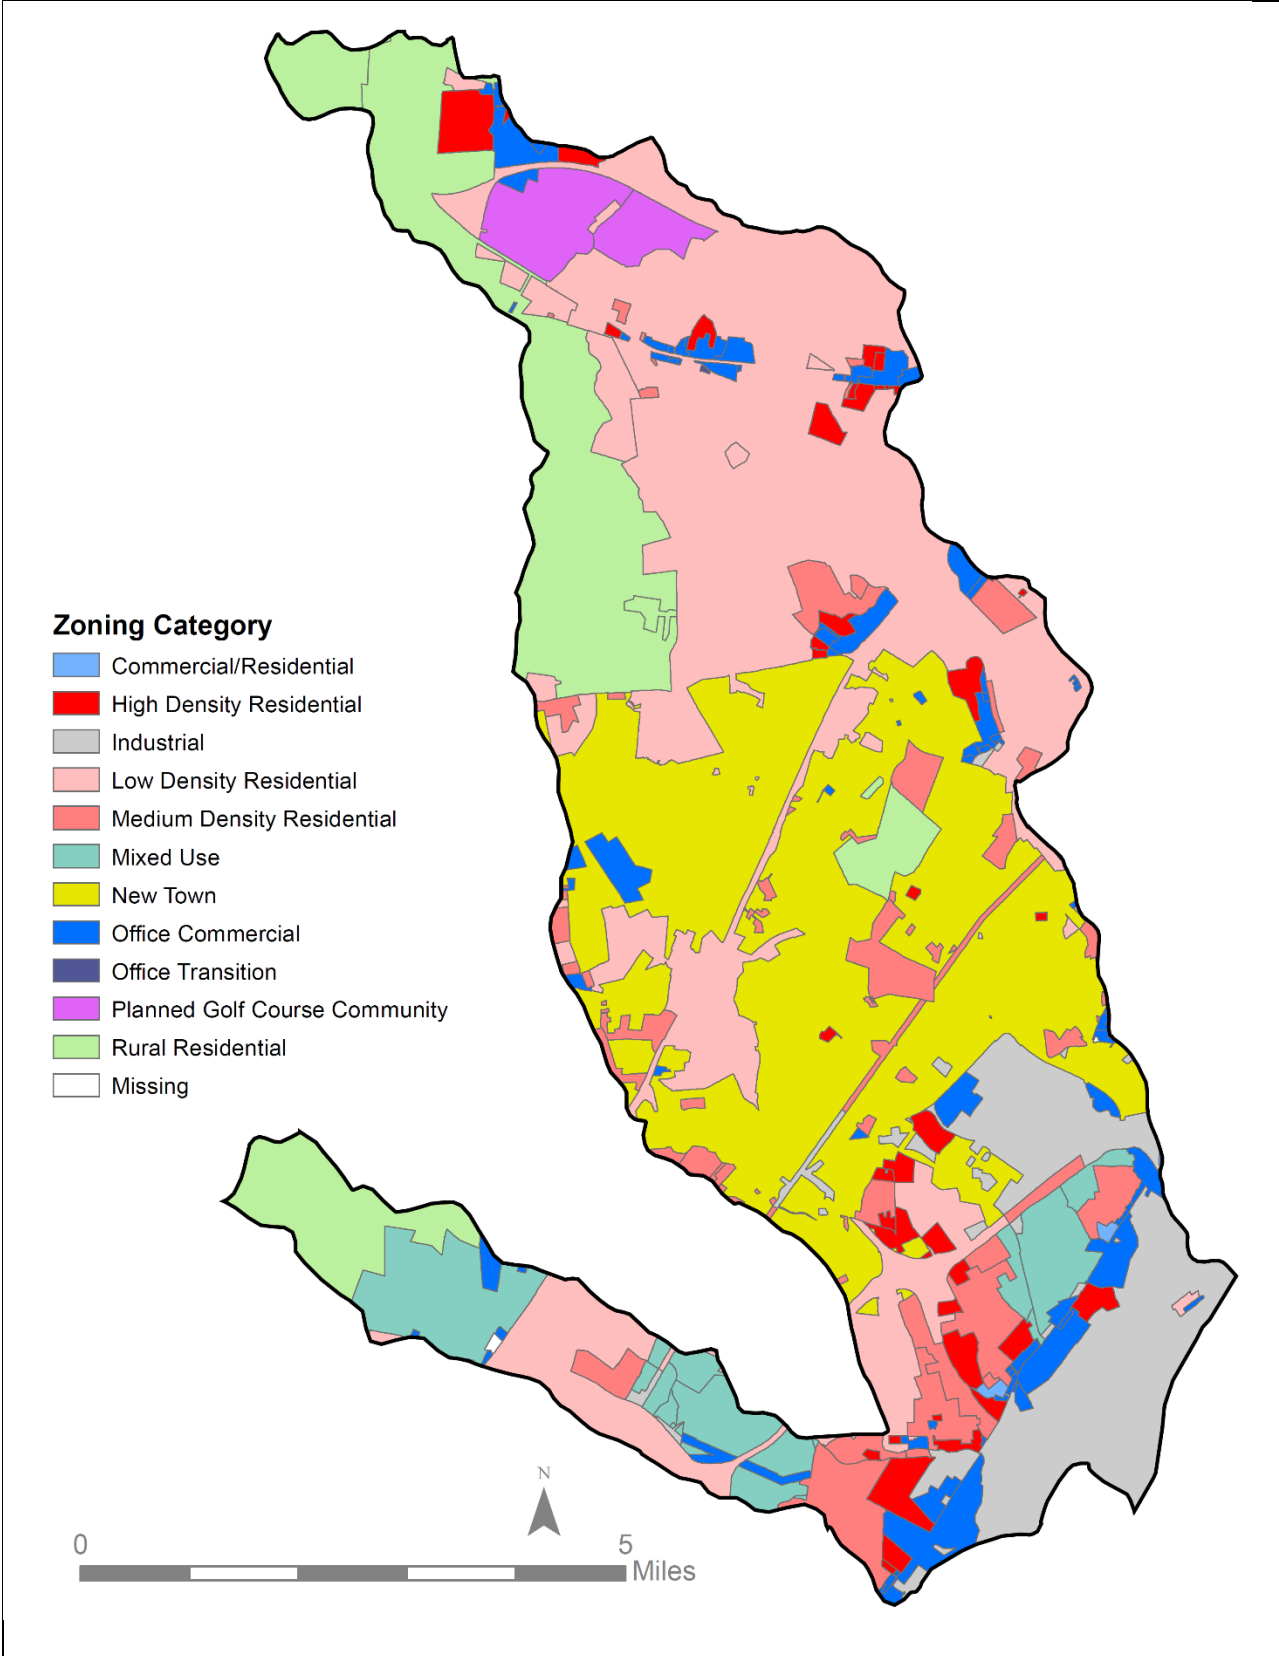 Zoning Category
Commercial/Residential
High Density Residential
Industrial
Low Density Residential
Medium Density Residential
Mixed Use
New Town
Office Commercial
Office Transition
Planned Golf Course Community
Rural Residential
Missing
N
0 5
Miles